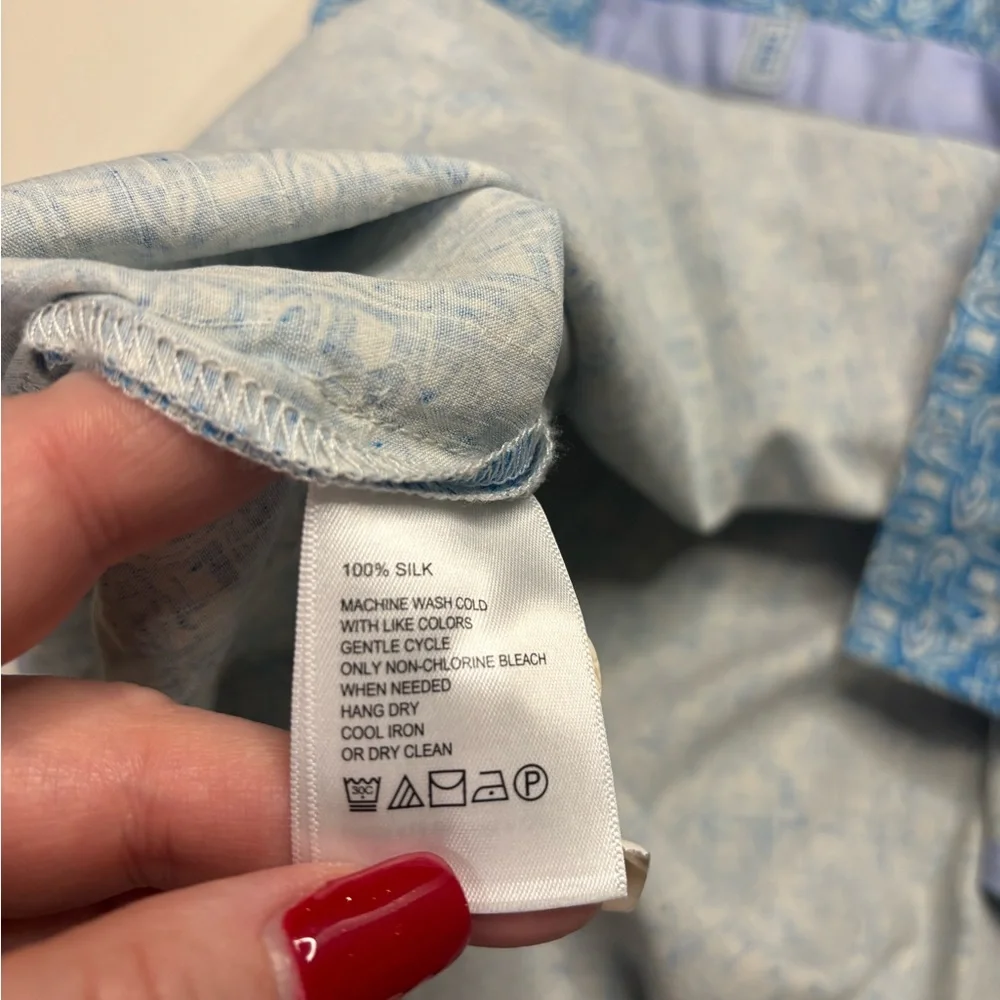 100% SILK
MACHINE WASH COLD
WITH LIKE COLORS
GENTLE CYCLE
ONLY NON-CHLORINE BLEACH
WHEN NEEDED
HANG DRY
COOL IRON
OR DRY CLEAN
30C P